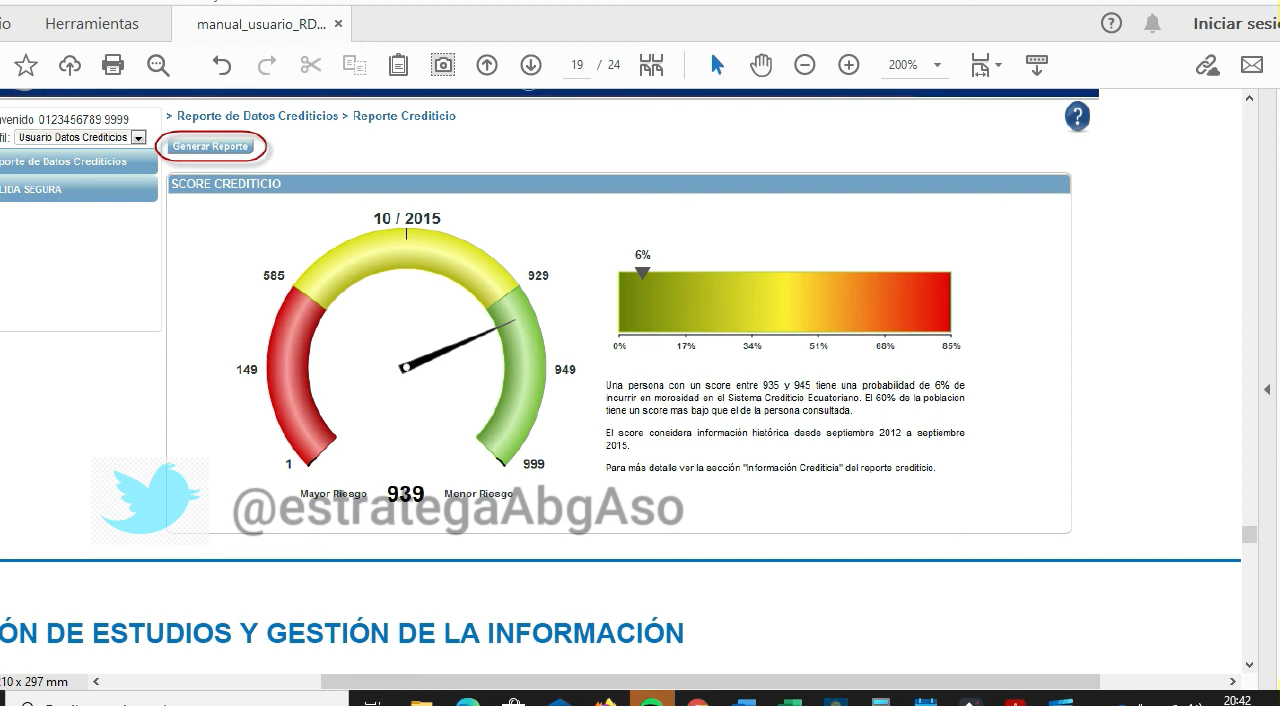 io
Herramientas
manual_usuario_RD... ×
Iniciar sesi
19 / 24
200%
venido 0123456789 9999
fil: Usuario Datos Crediticios
porte de Datos Crediticios
LIDA SEGURA
> Reporte de Datos Crediticios > Reporte Crediticio
?
Generar Reporte
SCORE CREDITICIO
10 / 2015
585
929
149
949
1
999
Mayor Riesgo 939 Menor Riesgo
6%
0% 17% 34% 51% 68% 85%
Una persona con un score entre 935 y 945 tiene una probabilidad de 6% de
incurrir en morosidad en el Sistema Crediticio Ecuatoriano. El 60% de la poblacion
tiene un score mas bajo que el de la persona consultada.
El score considera información histórica desde septiembre 2012 a septiembre
2015.
Para más detalle ver la sección "Información Crediticia" del reporte crediticio.
@estrategaAbgAso
ÓN DE ESTUDIOS Y GESTIÓN DE LA INFORMACIÓN
210 x 297 mm
20:42